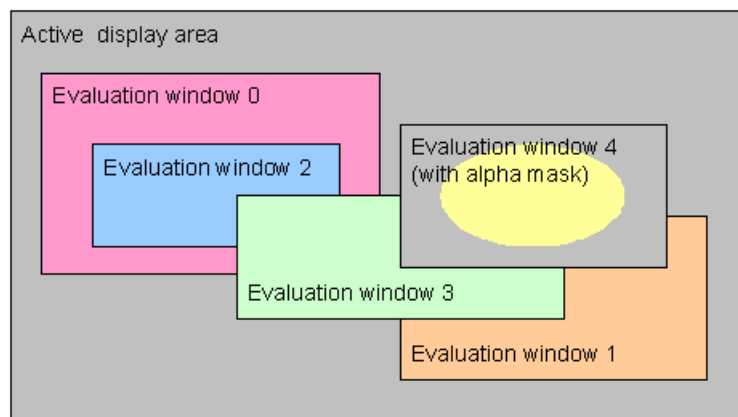 Active display area
Evaluation window 0
Evaluation window 4
(with alpha mask)
Evaluation window 2
Evaluation window 3
Evaluation window 1